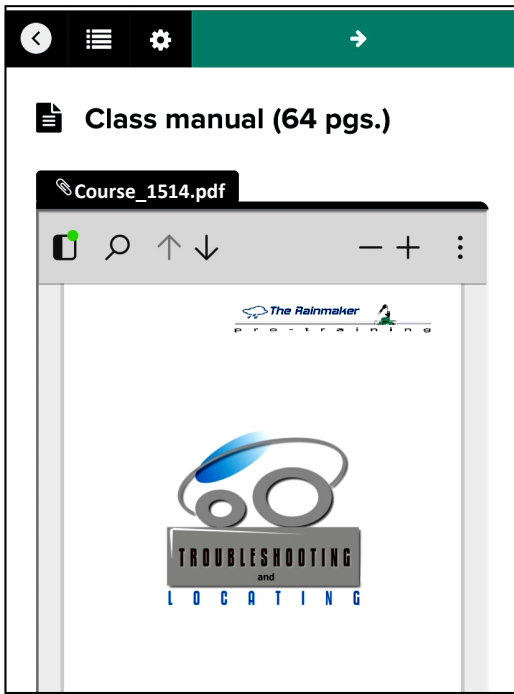 Class manual (64 pgs.)
Course_1514.pdf
The Rainmaker
pro-training
TROUBLESHOOTING
and
LOCATING